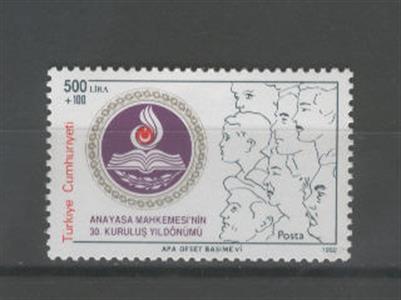 500 LİRA
+100
Türkiye Cumhuriyeti
ANAYASA MAHKEMESİ'NİN
30. KURULUŞ YILDÖNÜMÜ
Posta
APA OFSET BASIMEVİ
1992